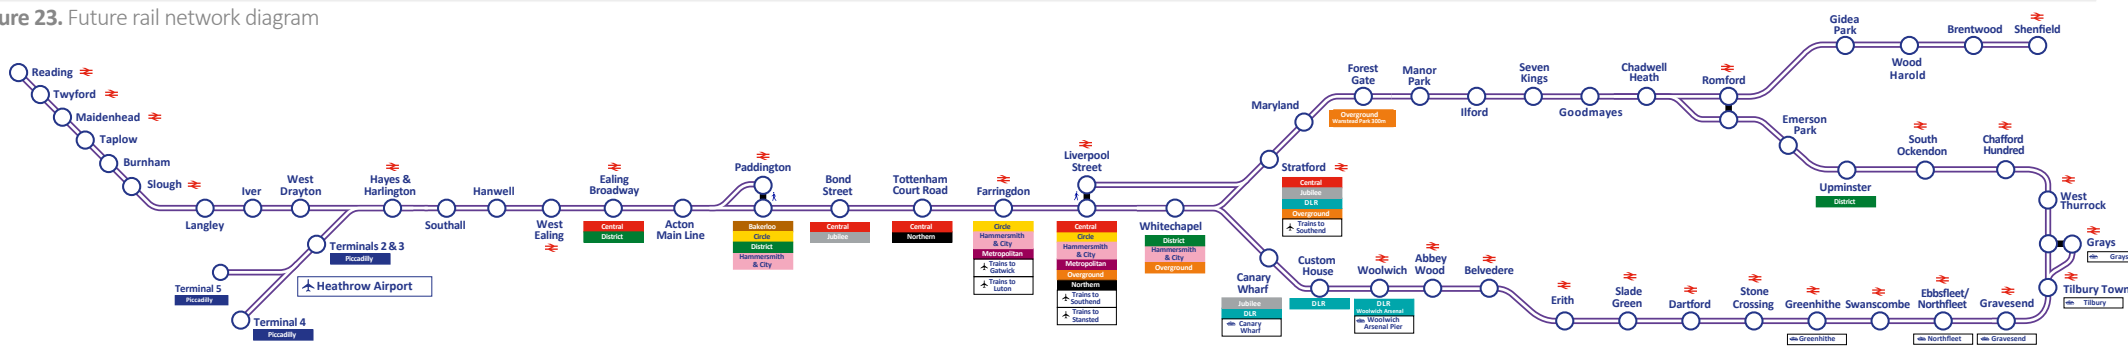 ure 23. Future rail network diagram
Reading
Twyford
Maidenhead
Taplow
Burnham
Slough
Langley
Iver
West
Drayton
Terminal 5
Piccadilly
Terminal 4
Piccadilly
Terminals 2 & 3
Piccadilly
Heathrow Airport
Hayes &
Harlington
Southall
Hanwell
West
Ealing
Ealing
Broadway
Central
District
Acton
Main Line
Paddington
Bakerloo
Circle
District
Hammersmith
& City
Bond
Street
Central
Jubilee
Tottenham
Court Road
Central
Northern
Farringdon
Circle
Hammersmith
& City
Metropolitan
Trains to
Gatwick
Trains to
Luton
Liverpool
Street
Central
Circle
Hammersmith
& City
Metropolitan
Overground
Northern
Trains to
Southend
Trains to
Stansted
Whitechapel
District
Hammersmith
& City
Overground
Stratford
Central
Jubilee
DLR
Overground
Trains to
Southend
Maryland
Forest
Gate
Overground
Wanstead Park 300m
Manor
Park
Ilford
Seven
Kings
Goodmayes
Chadwell
Heath
Romford
Gidea
Park
Wood
Harold
Brentwood
Shenfield
Emerson
Park
Upminster
District
South
Ockendon
Chafford
Hundred
West
Thurrock
Grays
Grays
Tilbury Town
Tilbury
Canary
Wharf
Jubilee
DLR
Canary
Wharf
Custom
House
DLR
Woolwich
DLR
Woolwich Arsenal
Woolwich
Arsenal Pier
Abbey
Wood
Belvedere
Erith
Slade
Green
Dartford
Stone
Crossing
Greenhithe
Greenhithe
Swanscombe
Ebbsfleet/
Northfleet
Northfleet
Gravesend
Gravesend